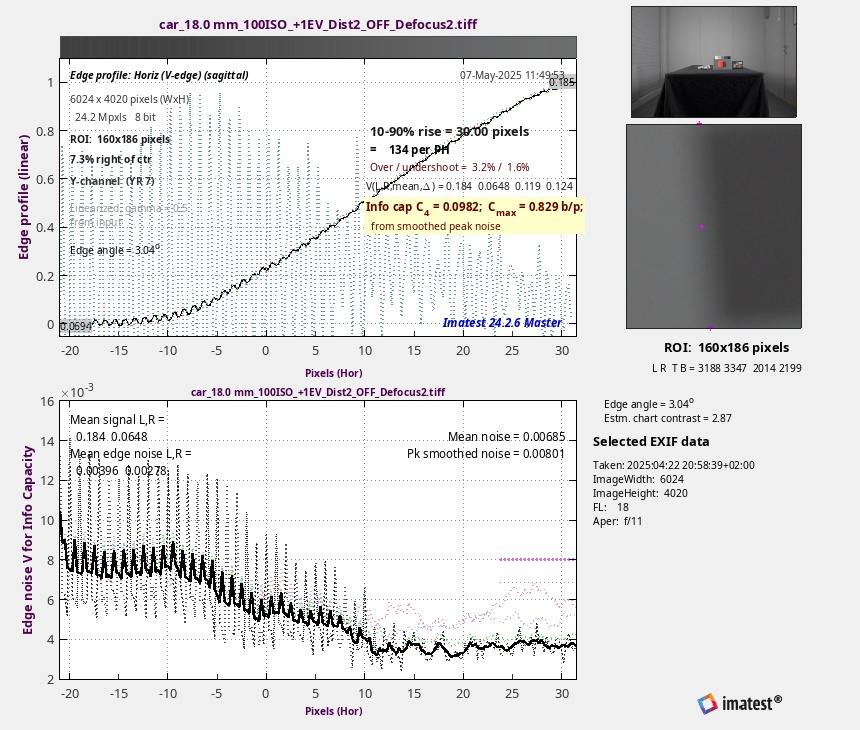 car_18.0 mm_100ISO_+1EV_Dist2_OFF_Defocus2.tiff
Edge profile: Horiz (V-edge) (sagittal)
07-May-2025 11:49:53
0.185
6024 x 4020 pixels (WxH)
24.2 Mpxls 8 bit
ROI: 160x186 pixels
7.3% right of ctr
Y-channel (YR 7)
Linearized; gamma = 0.5
from input
Edge angle = 3.04°
10-90% rise = 30.00 pixels
= 134 per PH
Over / undershoot = 3.2% / 1.6%
V(L,R,mean,Δ) = 0.184 0.0648 0.119 0.124
Info cap C4 = 0.0982; Cmax = 0.829 b/p;
from smoothed peak noise
0.0694
Imatest 24.2.6 Master
Edge profile (linear)
1
0.8
0.6
0.4
0.2
0
-20 -15 -10 -5 0 5 10 15 20 25 30
Pixels (Hor)
×10-3
car_18.0 mm_100ISO_+1EV_Dist2_OFF_Defocus2.tiff
Mean signal L,R =
0.184 0.0648
Mean edge noise L,R =
0.00396 0.00278
Mean noise = 0.00685
Pk smoothed noise = 0.00801
Edge noise V for Info Capacity
16
14
12
10
8
6
4
2
-20 -15 -10 -5 0 5 10 15 20 25 30
Pixels (Hor)
ROI: 160x186 pixels
L R T B = 3188 3347 2014 2199
Edge angle = 3.04°
Estm. chart contrast = 2.87
Selected EXIF data
Taken: 2025:04:22 20:58:39+02:00
ImageWidth: 6024
ImageHeight: 4020
FL: 18
Aper: f/11
imatest®